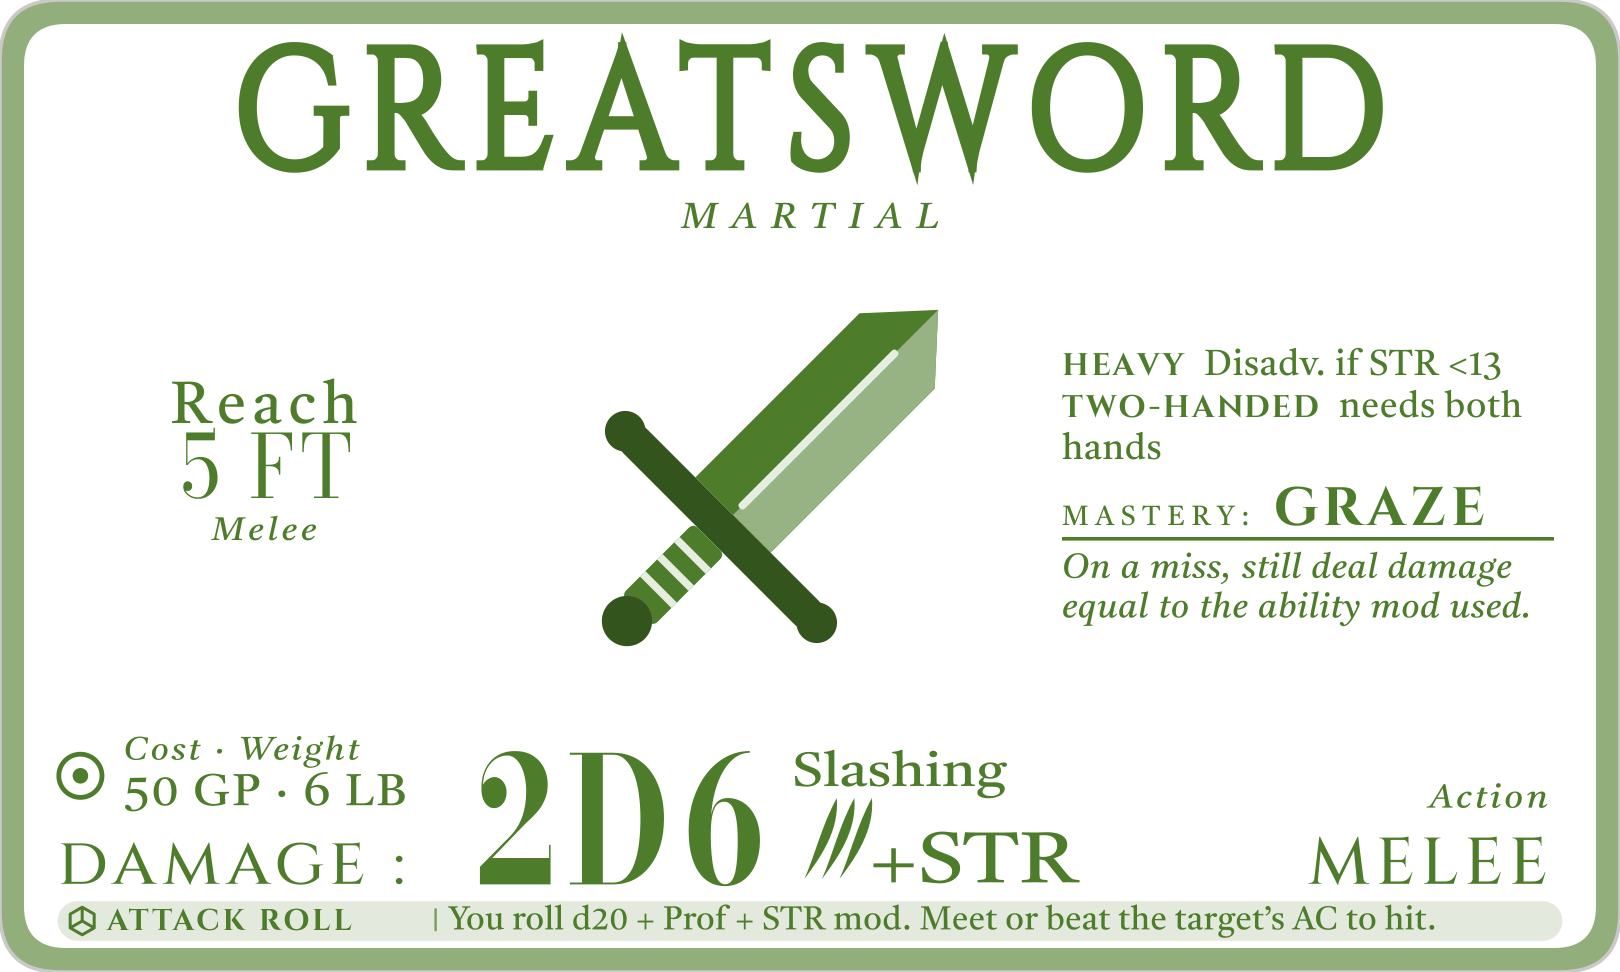 GREATSWORD
MARTIAL
Reach
5 FT
Melee
HEAVY Disadv. if STR <13
TWO-HANDED needs both
hands
MASTERY: GRAZE
On a miss, still deal damage
equal to the ability mod used.
Cost · Weight
50 GP · 6 LB
DAMAGE : 2D6
Slashing
+STR
Action
MELEE
ATTACK ROLL | You roll d20 + Prof + STR mod. Meet or beat the target’s AC to hit.